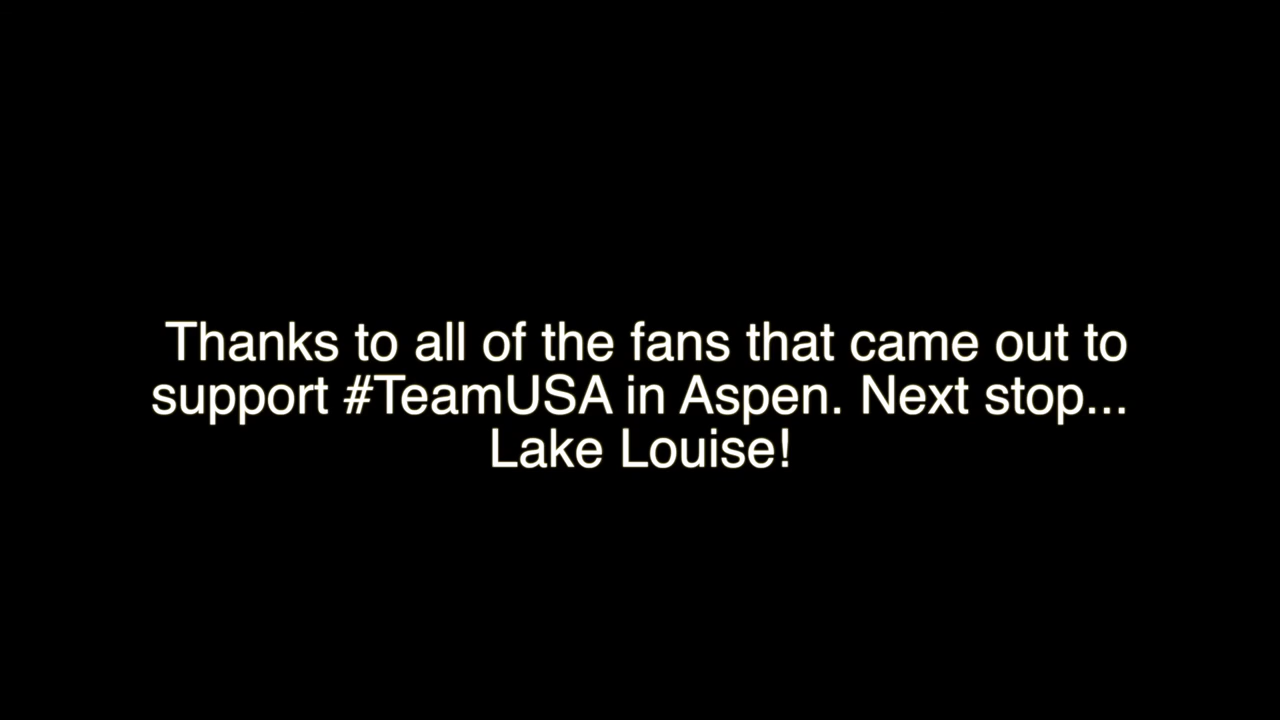 Thanks to all of the fans that came out to
support #TeamUSA in Aspen. Next stop...
Lake Louise!